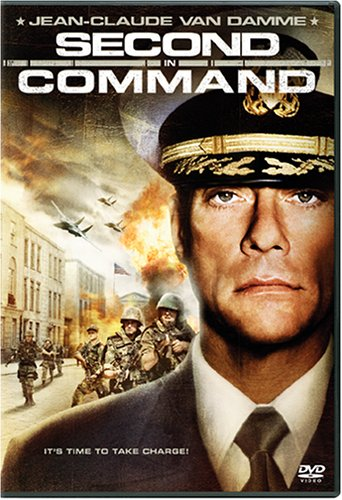 ★ JEAN-CLAUDE VAN DAMME ★
SECOND
IN
COMMAND
IT'S TIME TO TAKE CHARGE!
DVD
VIDEO